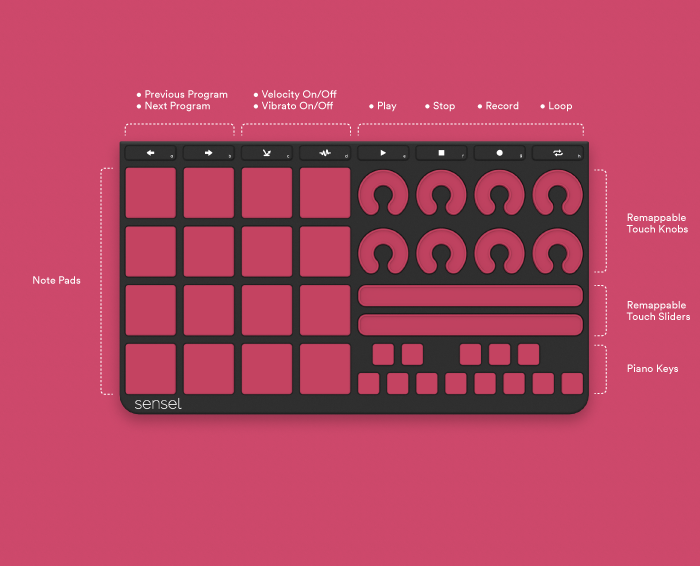 Previous Program
Next Program
Velocity On/Off
Vibrato On/Off
Play
Stop
Record
Loop
Remappable
Touch Knobs
Note Pads
Remappable
Touch Sliders
Piano Keys
sensel